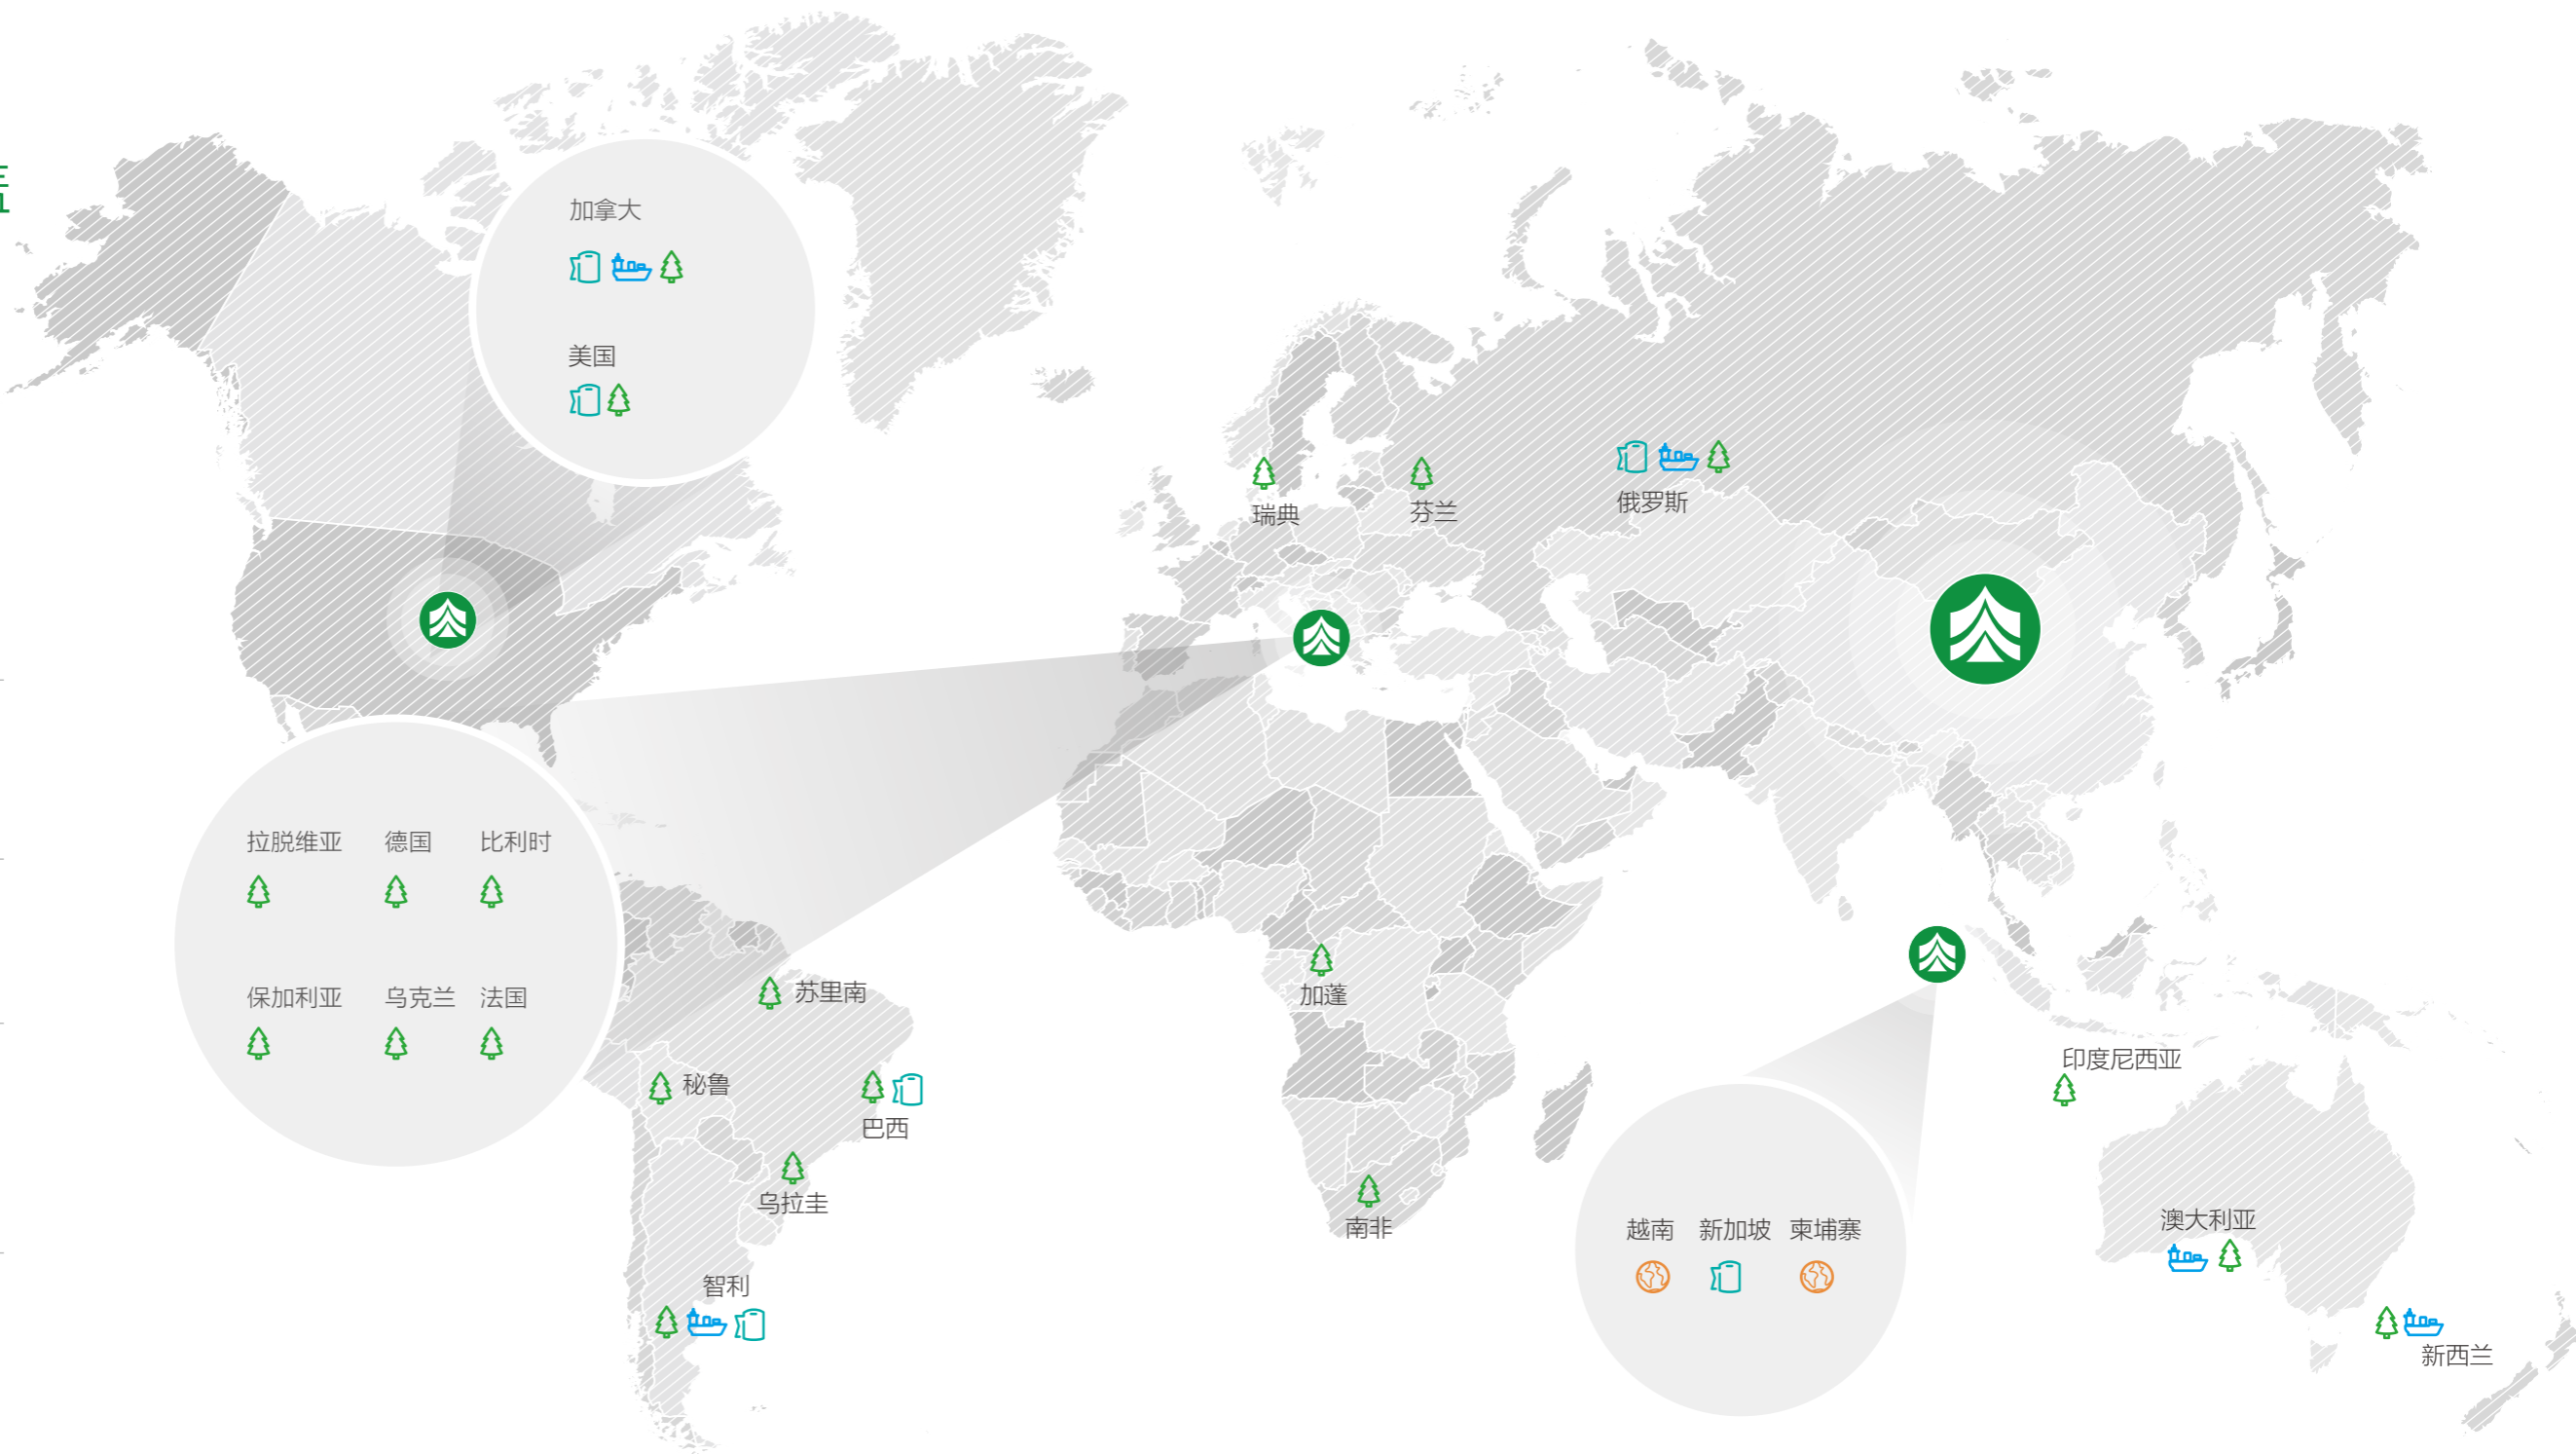 加拿大
美国
瑞典
芬兰
俄罗斯
拉脱维亚 德国 比利时
保加利亚 乌克兰 法国
苏里南
加蓬
秘鲁
巴西
印度尼西亚
乌拉圭
南非
越南 新加坡 柬埔寨
澳大利亚
智利
新西兰